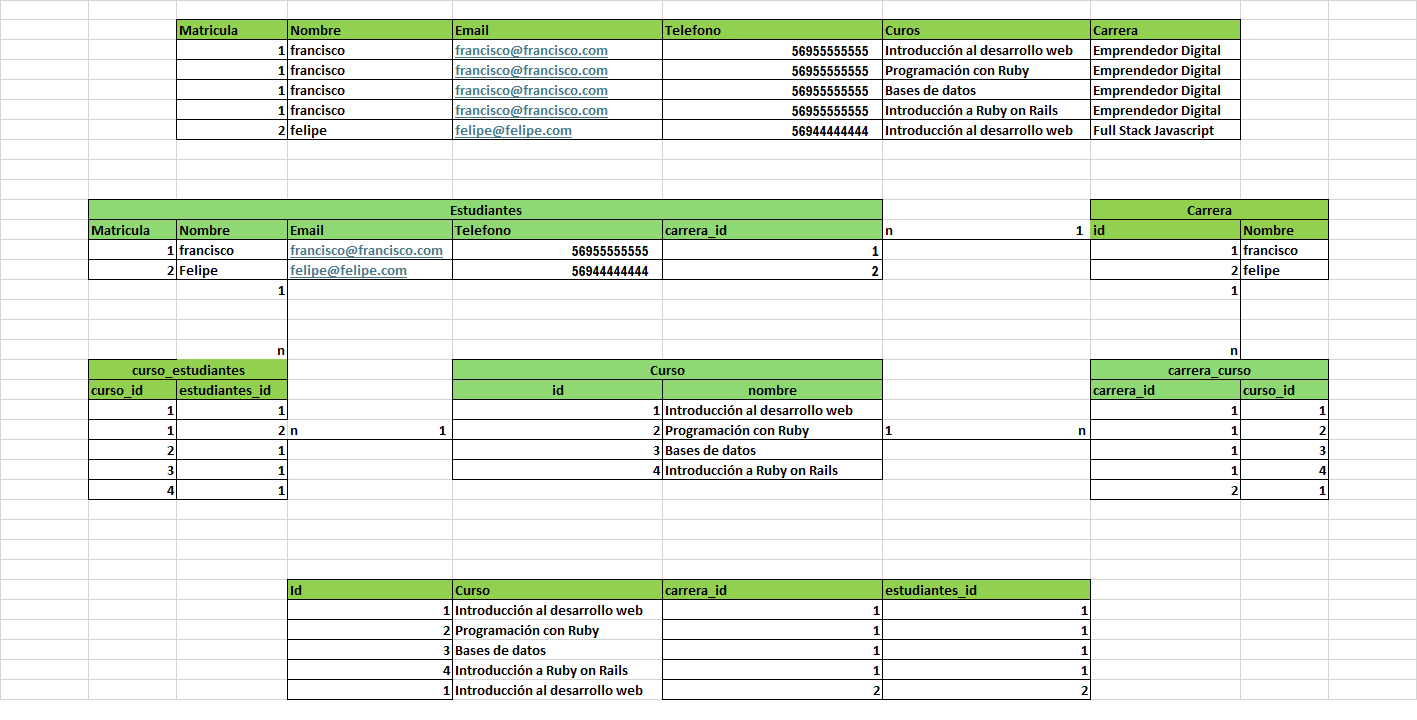 Matricula Nombre Email Telefono Curos Carrera
1 francisco francisco@francisco.com 56955555555 Introducción al desarrollo web Emprendedor Digital
1 francisco francisco@francisco.com 56955555555 Programación con Ruby Emprendedor Digital
1 francisco francisco@francisco.com 56955555555 Bases de datos Emprendedor Digital
1 francisco francisco@francisco.com 56955555555 Introducción a Ruby on Rails Emprendedor Digital
2 felipe felipe@felipe.com 56944444444 Introducción al desarrollo web Full Stack Javascript
Estudiantes Carrera
Matricula Nombre Email Telefono carrera_id n 1 id Nombre
1 francisco francisco@francisco.com 56955555555 1 1 francisco
2 Felipe felipe@felipe.com 56944444444 2 2 felipe
1 1
n n
curso_estudiantes Curso carrera_curso
curso_id estudiantes_id id nombre carrera_id curso_id
1 1 1 Introducción al desarrollo web 1 1
1 2 n 1 2 Programación con Ruby 1 n 1 2
2 1 3 Bases de datos 1 3
3 1 4 Introducción a Ruby on Rails 1 4
4 1 2 1
Id Curso carrera_id estudiantes_id
1 Introducción al desarrollo web 1 1
2 Programación con Ruby 1 1
3 Bases de datos 1 1
4 Introducción a Ruby on Rails 1 1
1 Introducción al desarrollo web 2 2